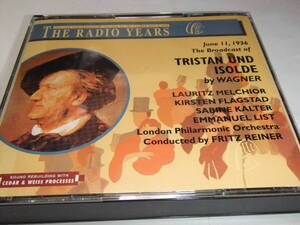 THE RADIO YEARS
June 11, 1936
The Broadcast of
TRISTAN UND
ISOLDE
by WAGNER
LAURITZ MELCHIOR
KIRSTEN FLAGSTAD
SABINE KALTER
EMMANUEL LIST
London Philarmonic Orchestra
Conducted by FRITZ REINER
SOUND REBUILDING WITH
CEDAR & WEISS PROCESSES